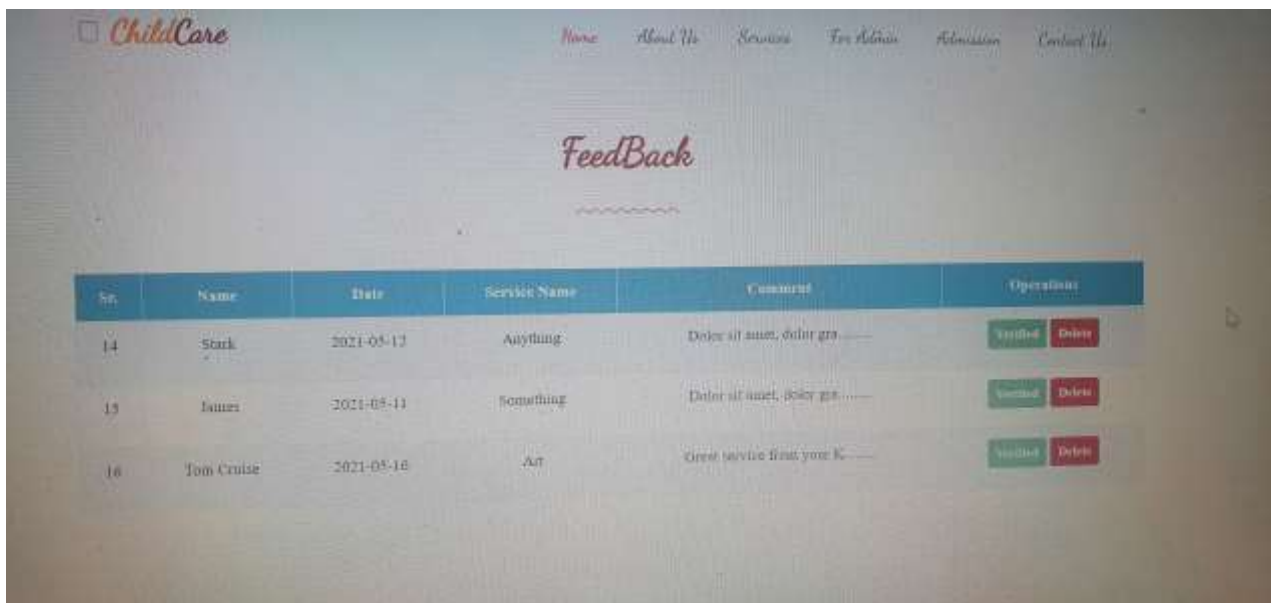 ChildCare
Home About Us Services For Admin Admission Contact Us
FeedBack
Sr. Name Date Service Name Comment Operations
14 Stark 2021-05-12 Anything Dolor sit amet, dolor gra......... Verified Delete
15 James 2021-05-11 Something Dolor sit amet, dolor gra......... Verified Delete
16 Tom Cruise 2021-05-16 Art Great service from your K......... Verified Delete